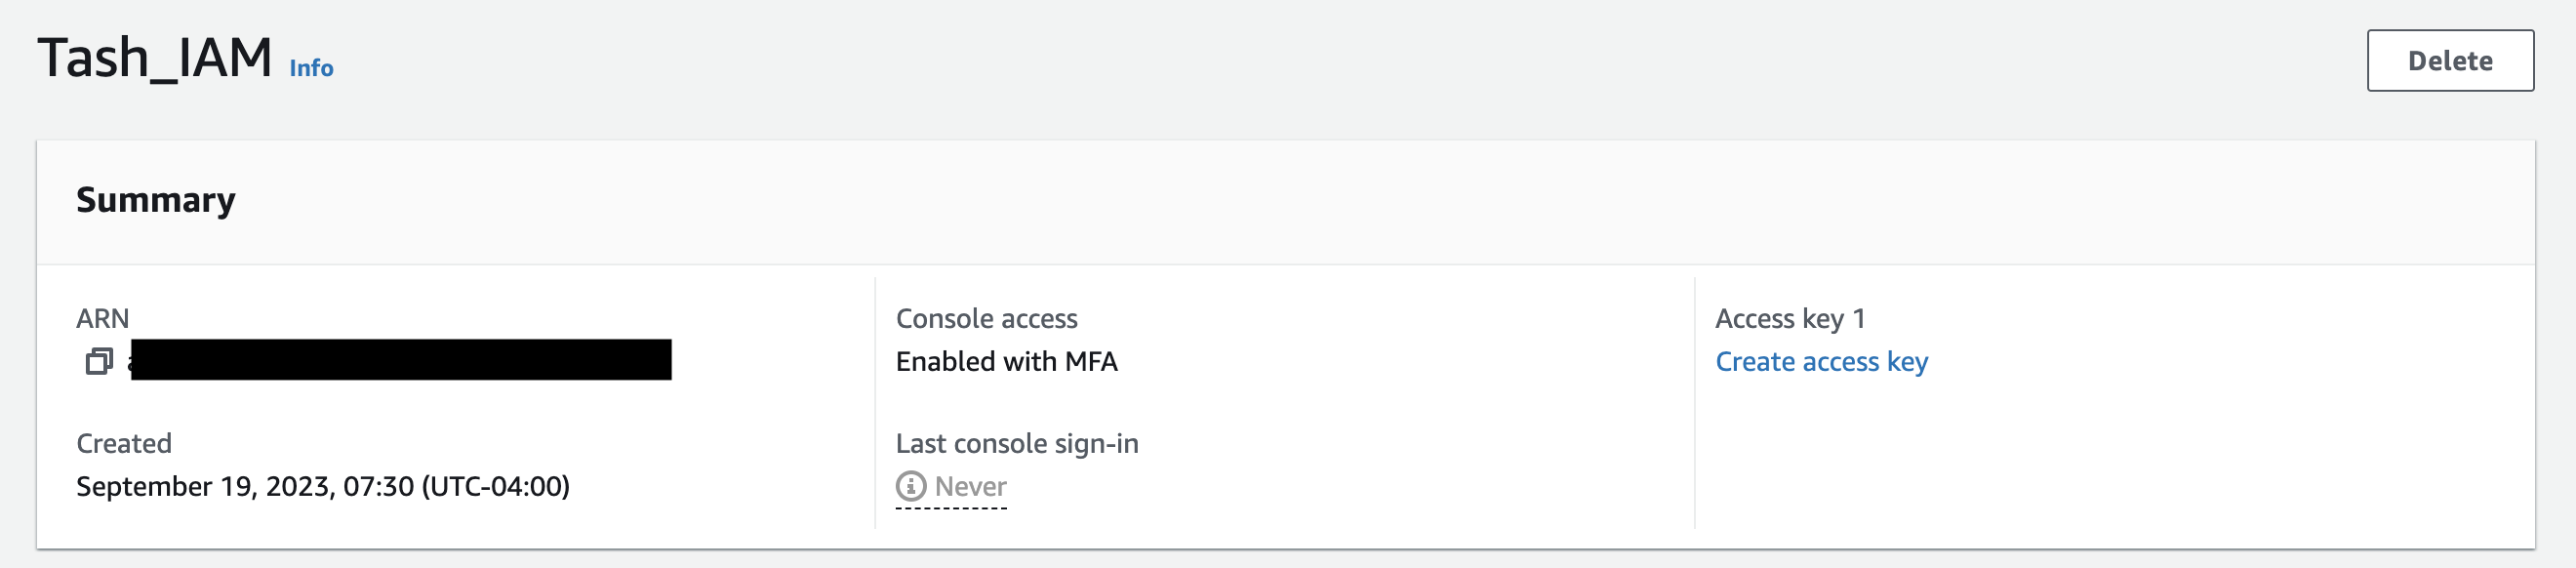 Tash_IAM Info
Delete
Summary
ARN
Created
September 19, 2023, 07:30 (UTC-04:00)
Console access
Enabled with MFA
Last console sign-in
Never
Access key 1
Create access key